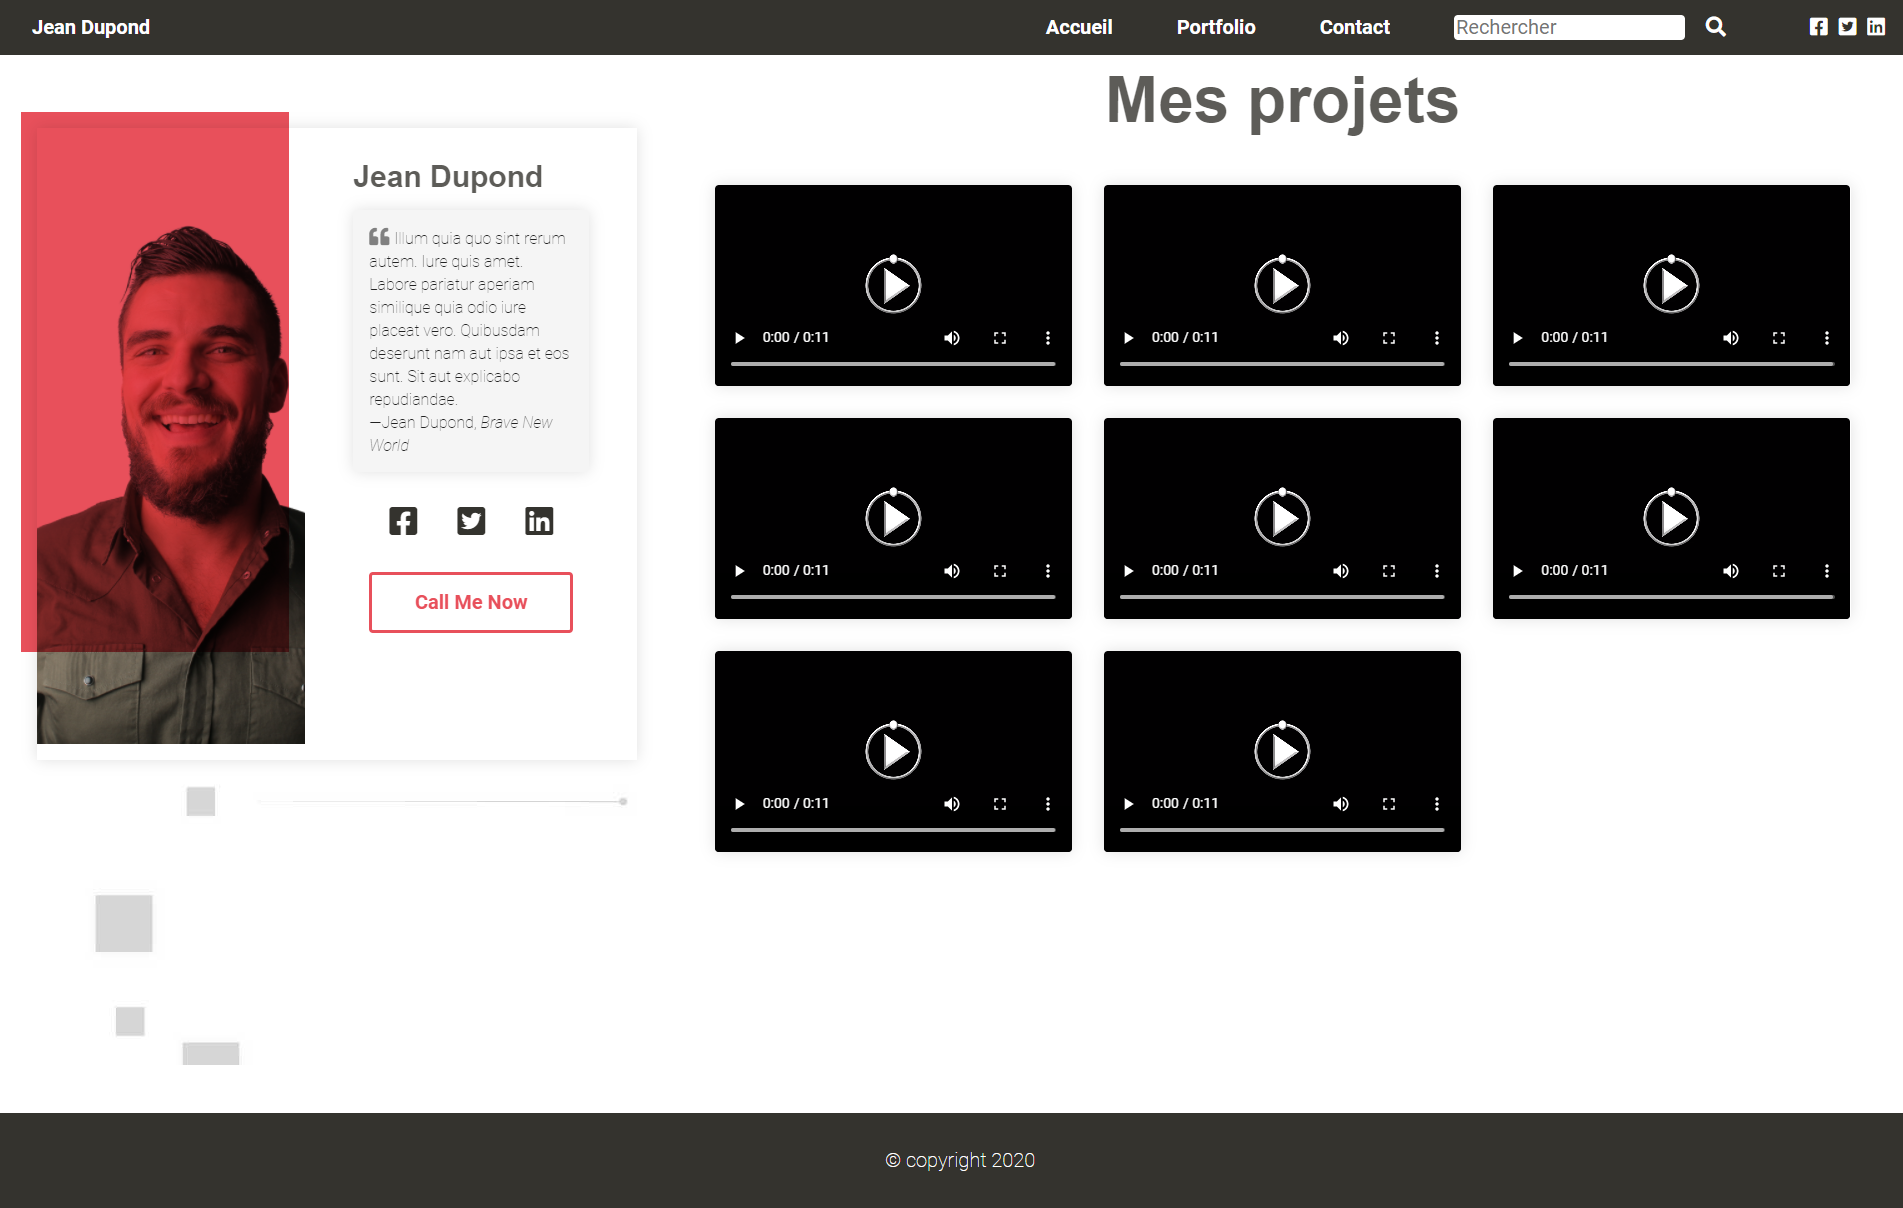 Jean Dupond
Accueil
Portfolio
Contact
Rechercher
Mes projets
Jean Dupond
Illum quia quo sint rerum
autem. Iure quis amet.
Labore pariatur aperiam
similique quia odio iure
placeat vero. Quibusdam
deserunt nam aut ipsa et eos
sunt. Sit aut explicabo
repudiandae.
—Jean Dupond, Brave New
World
Call Me Now
0:00 / 0:11
0:00 / 0:11
0:00 / 0:11
0:00 / 0:11
0:00 / 0:11
0:00 / 0:11
0:00 / 0:11
0:00 / 0:11
© copyright 2020